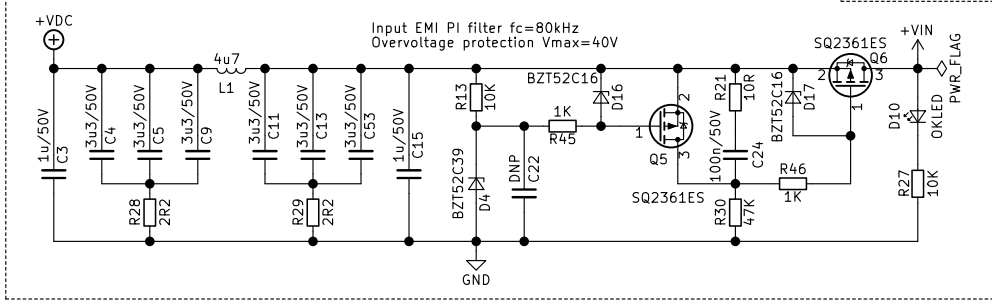 +VDC
Input EMI PI filter fc=80kHz
Overvoltage protection Vmax=40V
+VIN
PWR_FLAG
SQ2361ES
Q6
2
3
1
4u7
L1
1u/50V
C3
3u3/50V
C4
3u3/50V
C5
3u3/50V
C9
3u3/50V
C11
3u3/50V
C13
3u3/50V
C53
1u/50V
C15
R13
10K
BZT52C16
D16
1K
R45
1
2
3
Q5
SQ2361ES
R21
10R
100n/50V
C24
BZT52C16
D17
D10
OKLED
BZT52C39
D4
DNP
C22
R46
1K
R28
2R2
R29
2R2
R30
47K
R27
10K
GND